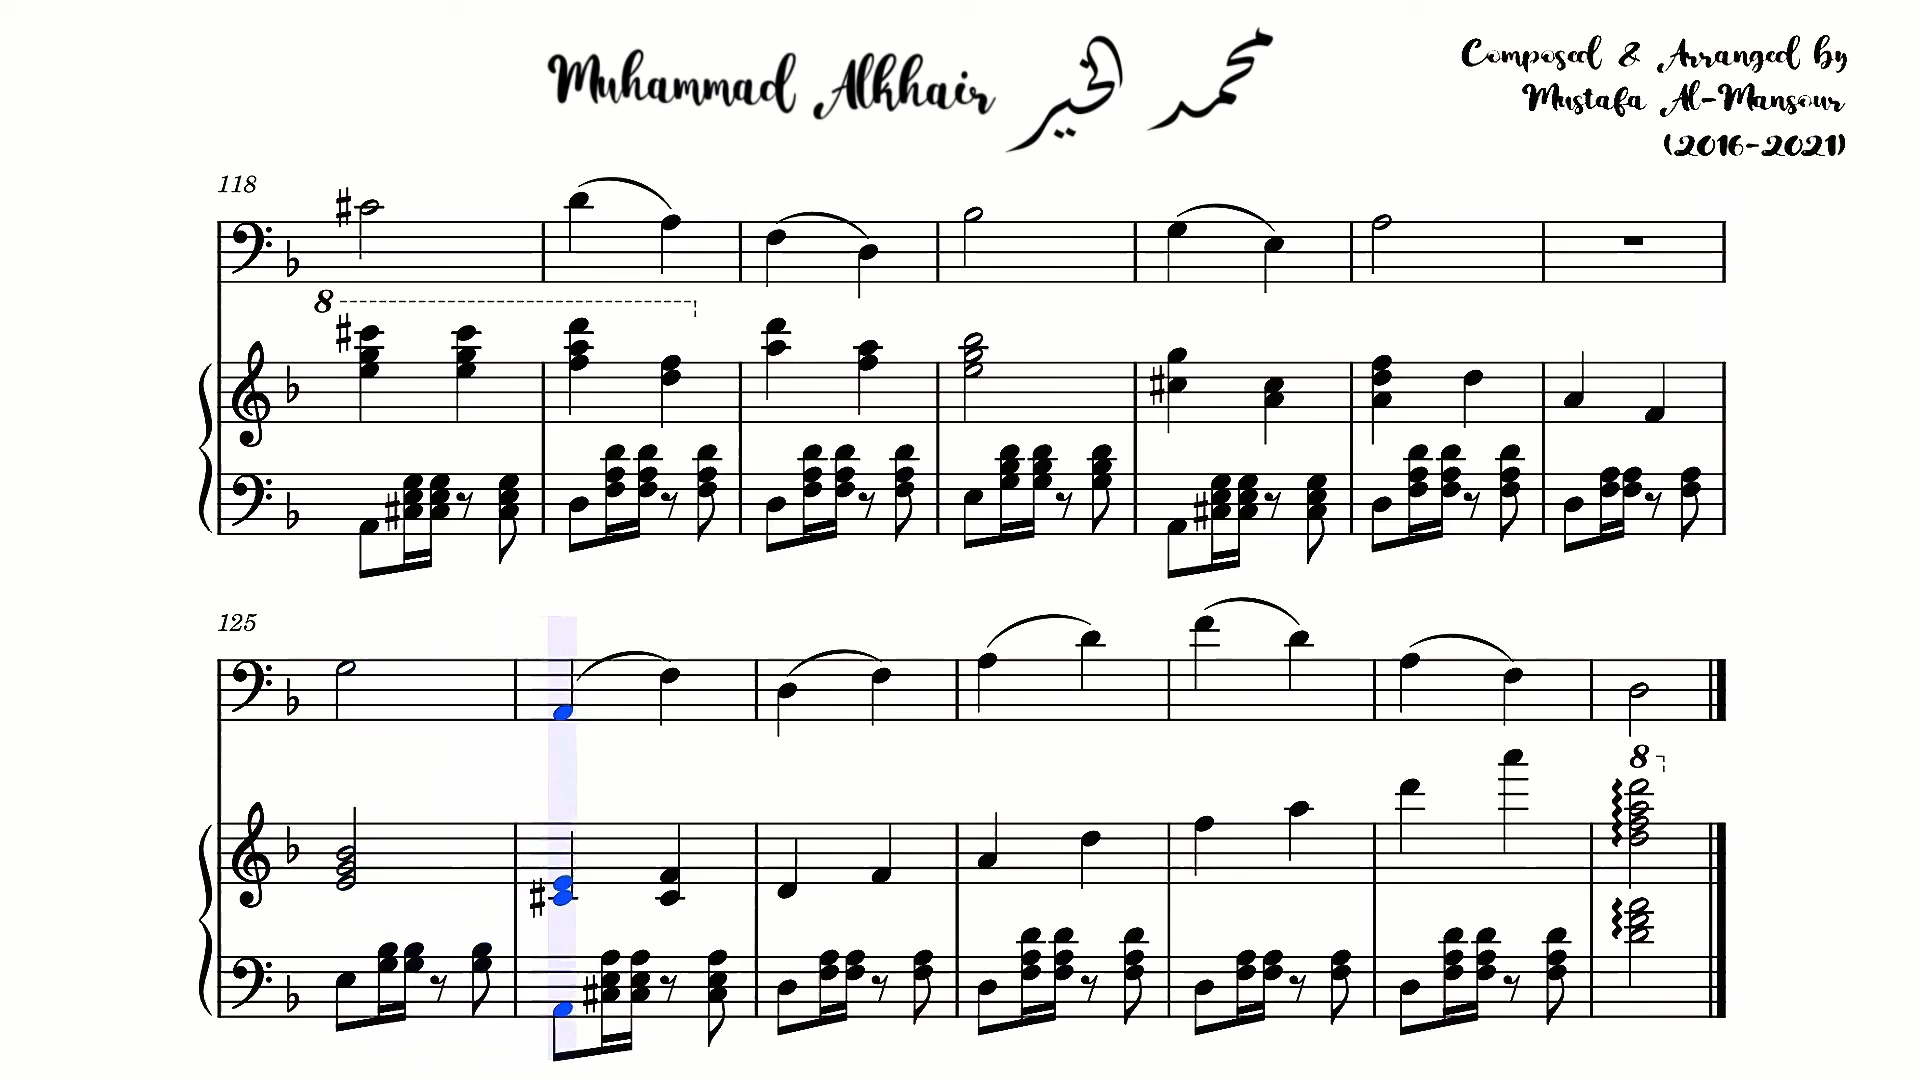 Muhammad Alkhair محمد الخير
Composed & Arranged by
Mustafa Al-Mansour
(2016-2021)
118
8
125
8